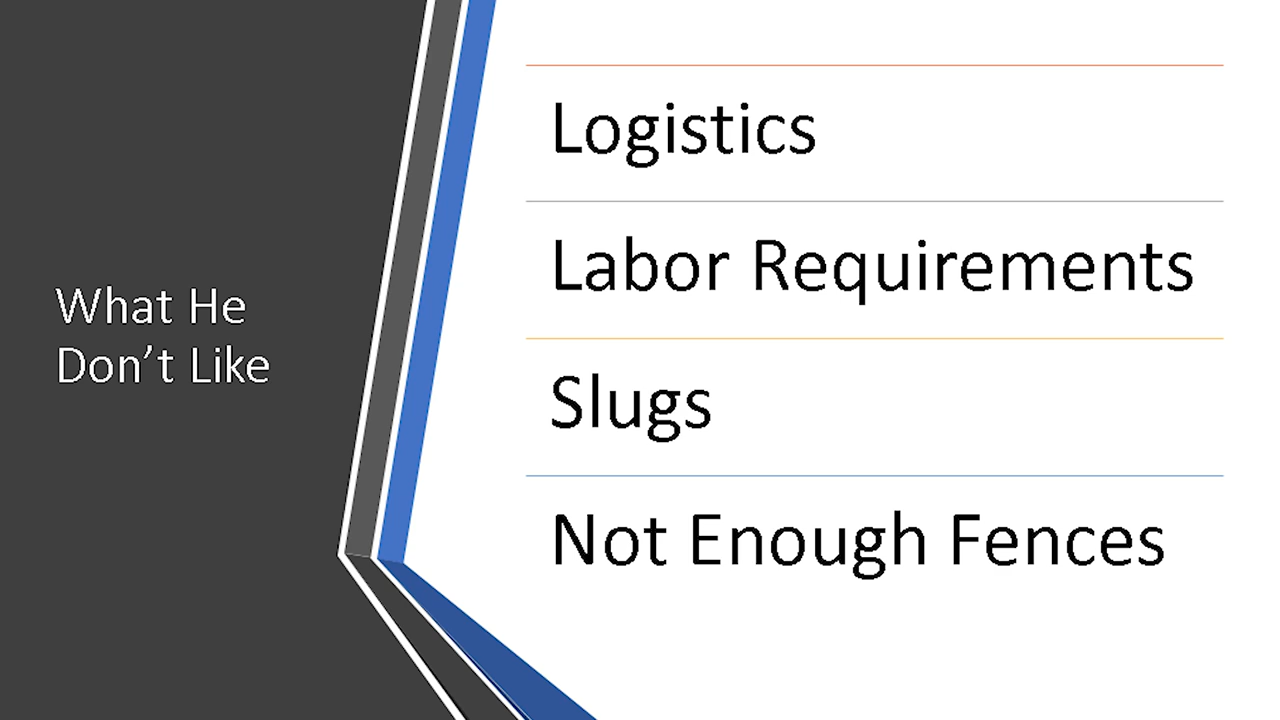 What He
Don’t Like
Logistics
Labor Requirements
Slugs
Not Enough Fences